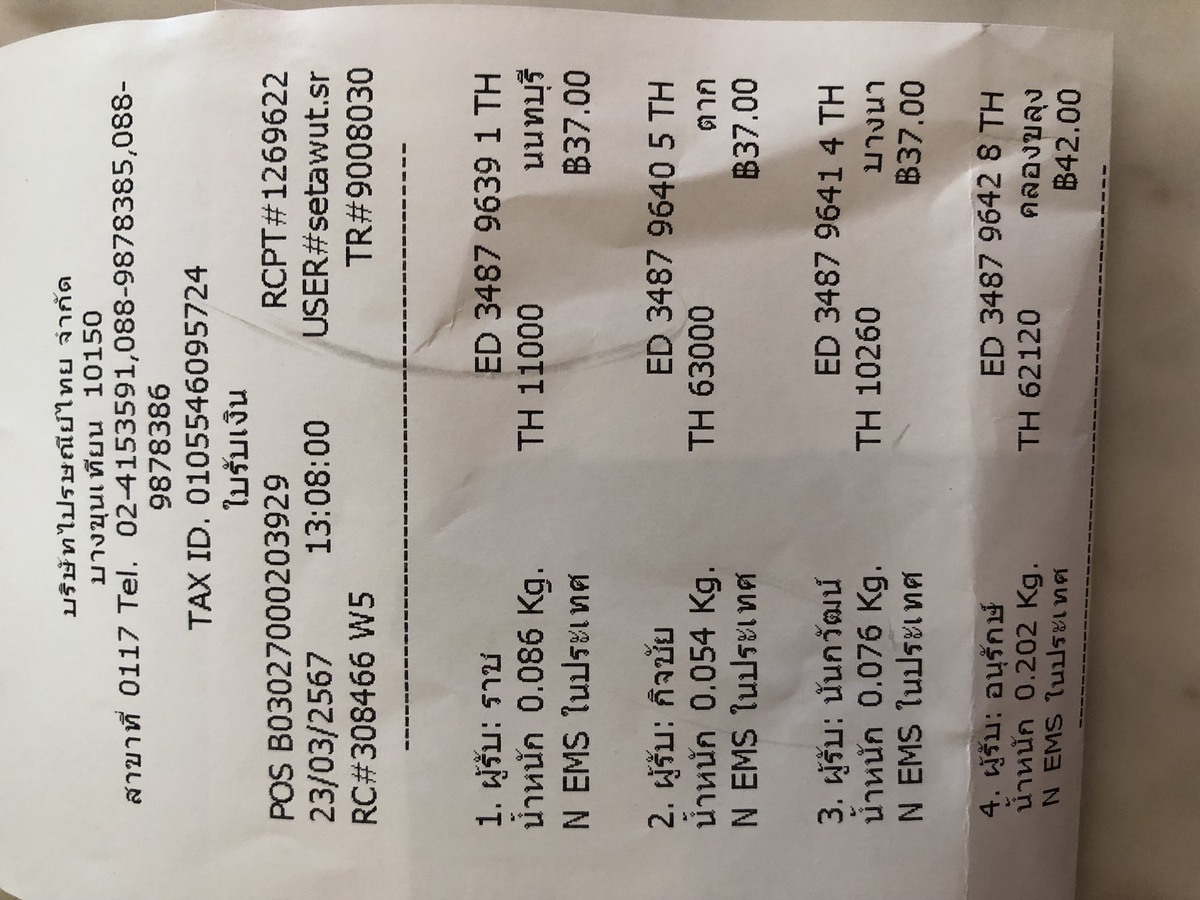 บริษัทไปรษณีย์ไทย จำกัด
บางขุนเทียน 10150
สาขาที่ 0117 Tel. 02-4153591,088-9878385,088-
9878386
TAX ID. 0105546095724
ใบรับเงิน
POS B03027000203929 RCPT#1269622
23/03/2567 13:08:00 USER#setawut.sr
RC#308466 W5 TR#9008030
--------------------------------------------------
1. ผู้รับ: ราช ED 3487 9639 1 TH
น้ำหนัก 0.086 Kg. TH 11000 นนทบุรี
N EMS ในประเทศ ฿37.00
2. ผู้รับ: กิจชัย ED 3487 9640 5 TH
น้ำหนัก 0.054 Kg. TH 63000 ตาก
N EMS ในประเทศ ฿37.00
3. ผู้รับ: นันทวัฒน์ ED 3487 9641 4 TH
น้ำหนัก 0.076 Kg. TH 10260 บางนา
N EMS ในประเทศ ฿37.00
4. ผู้รับ: อนุรักษ์ ED 3487 9642 8 TH
น้ำหนัก 0.202 Kg. TH 62120 คลองขลุง
N EMS ในประเทศ ฿42.00
--------------------------------------------------